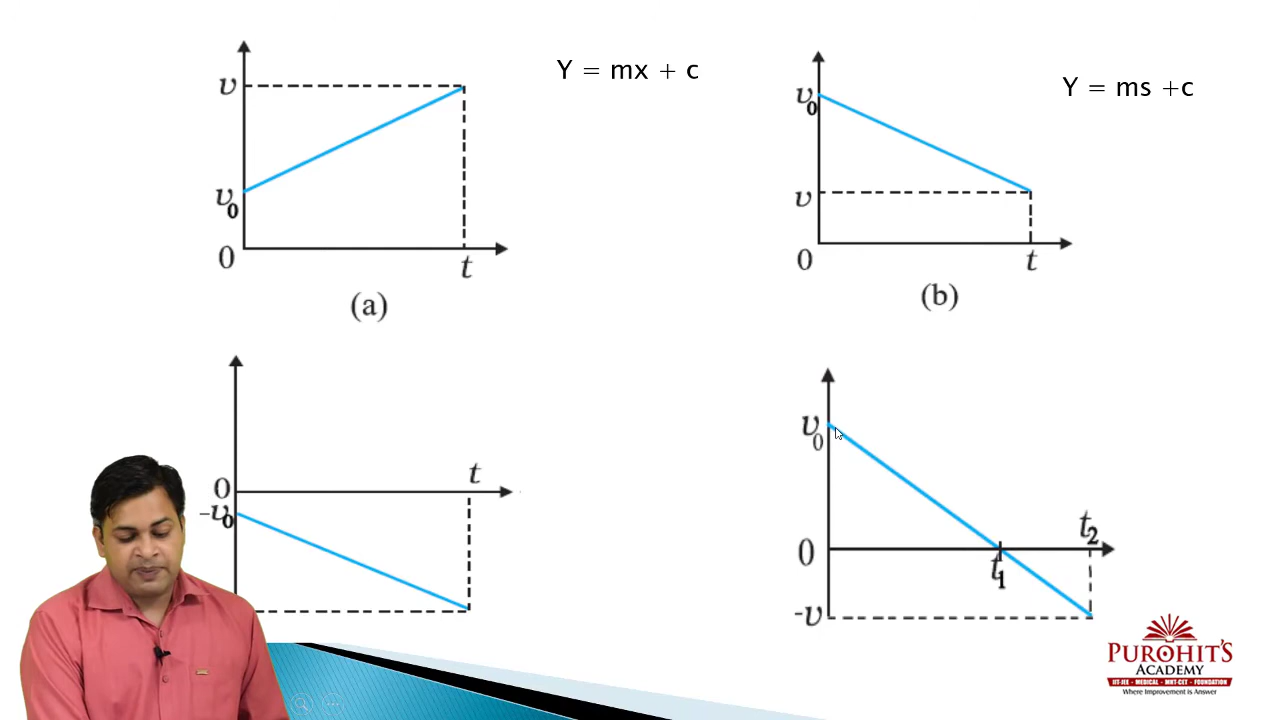 Y = mx + c
v
v0
0
t
(a)
Y = ms +c
v0
v
0
t
(b)
t
0
-v0
v0
0
t1
t2
-v
PUROHIT'S
ACADEMY
IIT-JEE - MEDICAL - MHT-CET - FOUNDATION
Where Improvement is Answer